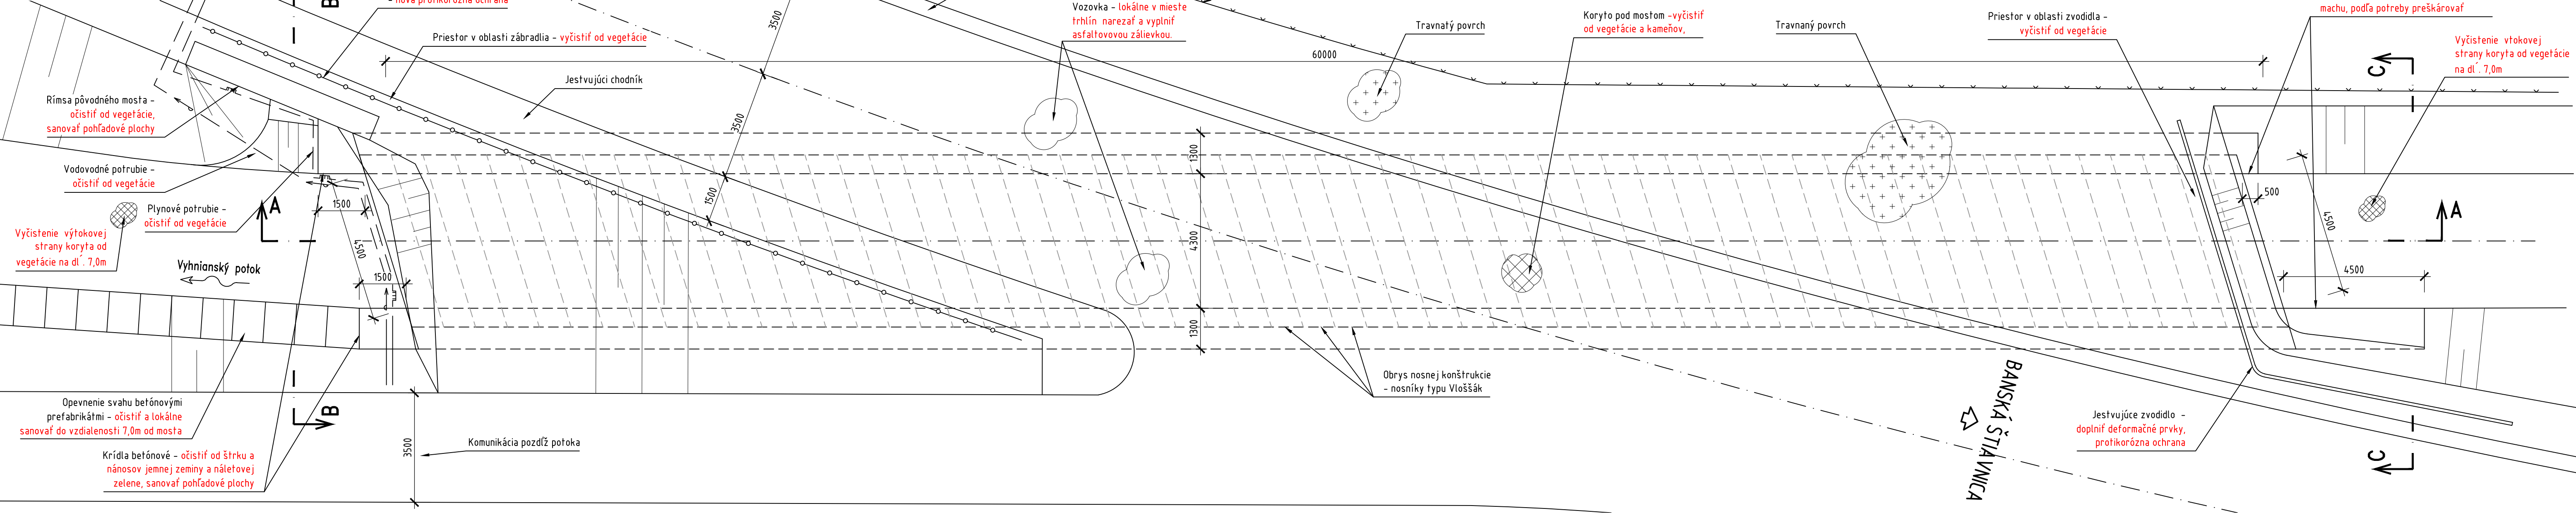 B
- nová protikorózna ochrana
Priestor v oblasti zábradlia - vyčistiť od vegetácie
Jestvujúci chodník
3500
3500
1500
60000
Vozovka - lokálne v mieste
trhlín narezať a vyplniť
asfaltovovou zálievkou.
Travnatý povrch
Koryto pod mostom -vyčistiť
od vegetácie a kameňov,
Travnaný povrch
Priestor v oblasti zvodidla -
vyčistiť od vegetácie
machu, podľa potreby preškárovať
Vyčistenie vtokovej
strany koryta od vegetácie
na dĺ. 7,0m
C
Rímsa pôvodného mosta -
očistiť od vegetácie,
sanovať pohľadové plochy
Vodovodné potrubie -
očistiť od vegetácie
Plynové potrubie -
očistiť od vegetácie
Vyčistenie výtokovej
strany koryta od
vegetácie na dĺ. 7,0m
A
1500
4500
1500
Vyhniansky potok
1300
4300
1300
500
4500
4500
A
Obrys nosnej konštrukcie
- nosníky typu Vloššák
BANSKÁ ŠTIAVNICA
Jestvujúce zvodidlo -
doplniť deformačné prvky,
protikorózna ochrana
C
Opevnenie svahu betónovými
prefabrikátmi - očistiť a lokálne
sanovať do vzdialenosti 7,0m od mosta
B
Krídla betónové - očistiť od štrku a
nánosov jemnej zeminy a náletovej
zelene, sanovať pohľadové plochy
3500
Komunikácia pozdĺž potoka